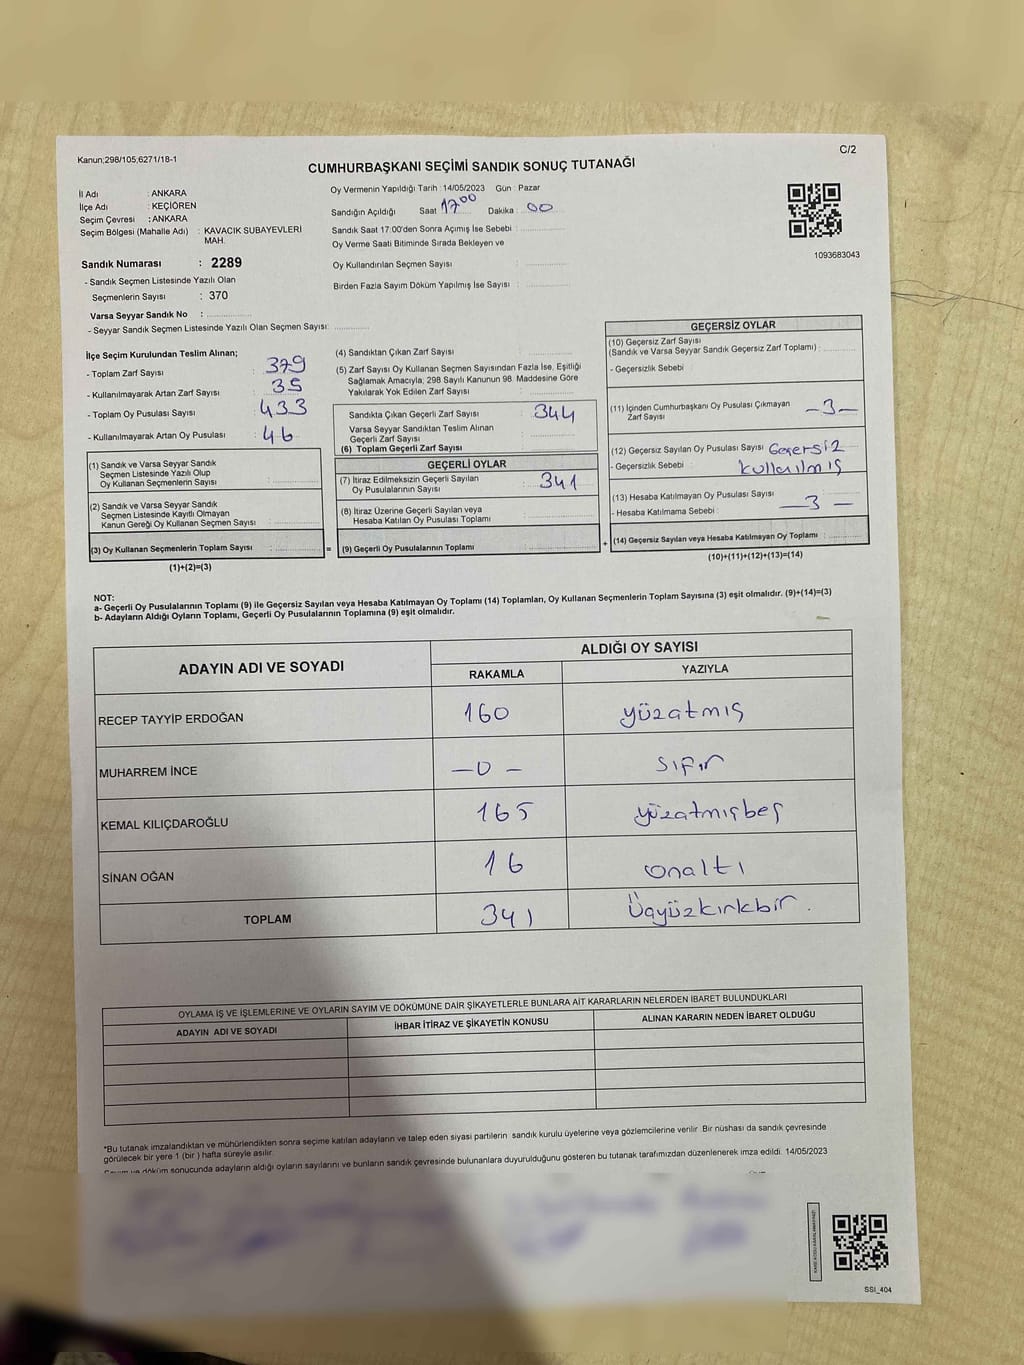 Kanun;298/105,6271/18-1
C/2
CUMHURBAŞKANI SEÇİMİ SANDIK SONUÇ TUTANAĞI
İl Adı : ANKARA
İlçe Adı : KEÇİÖREN
Seçim Çevresi : ANKARA
Seçim Bölgesi (Mahalle Adı) : KAVACIK SUBAYEVLERİ
MAH.
Sandık Numarası : 2289
- Sandık Seçmen Listesinde Yazılı Olan
Seçmenlerin Sayısı : 370
Varsa Seyyar Sandık No :
- Seyyar Sandık Seçmen Listesinde Yazılı Olan Seçmen Sayısı:
Oy Vermenin Yapıldığı Tarih : 14/05/2023 Gün : Pazar
Sandığın Açıldığı Saat 17.00 Dakika : 00
Sandık Saat 17:00'den Sonra Açımış İse Sebebi :
Oy Verme Saati Bitiminde Sırada Bekleyen ve
Oy Kullandırılan Seçmen Sayısı :
Birden Fazla Sayım Döküm Yapılmış İse Sayısı :
1093683043
İlçe Seçim Kurulundan Teslim Alınan;
- Toplam Zarf Sayısı : 379
- Kullanılmayarak Artan Zarf Sayısı : 35
- Toplam Oy Pusulası Sayısı : 433
- Kullanılmayarak Artan Oy Pusulası : 46
(1) Sandık ve Varsa Seyyar Sandık
Seçmen Listesinde Yazılı Olup
Oy Kullanan Seçmenlerin Sayısı :
(2) Sandık ve Varsa Seyyar Sandık
Seçmen Listesinde Kayıtlı Olmayan
Kanun Gereği Oy Kullanan Seçmen Sayısı :
(3) Oy Kullanan Seçmenlerin Toplam Sayısı :
(1)+(2)=(3)
=
(4) Sandıktan Çıkan Zarf Sayısı
(5) Zarf Sayısı Oy Kullanan Seçmen Sayısından Fazla İse, Eşitliği
Sağlamak Amacıyla, 298 Sayılı Kanunun 98. Maddesine Göre
Yakılarak Yok Edilen Zarf Sayısı :
Sandıkta Çıkan Geçerli Zarf Sayısı : 344
Varsa Seyyar Sandıktan Teslim Alınan
Geçerli Zarf Sayısı :
(6) Toplam Geçerli Zarf Sayısı
GEÇERLİ OYLAR
(7) İtiraz Edilmeksizin Geçerli Sayılan
Oy Pusulalarının Sayısı : 341
(8) İtiraz Üzerine Geçerli Sayılan veya
Hesaba Katılan Oy Pusulası Toplamı :
(9) Geçerli Oy Pusulalarının Toplamı :
+
GEÇERSİZ OYLAR
(10) Geçersiz Zarf Sayısı
(Sandık ve Varsa Seyyar Sandık Geçersiz Zarf Toplamı) :
- Geçersizlik Sebebi :
(11) İçinden Cumhurbaşkanı Oy Pusulası Çıkmayan
Zarf Sayısı : —3—
(12) Geçersiz Sayılan Oy Pusulası Sayısı : Geçersiz
- Geçersizlik Sebebi : kullanılmış
(13) Hesaba Katılmayan Oy Pusulası Sayısı
- Hesaba Katılmama Sebebi : —3—
(14) Geçersiz Sayılan veya Hesaba Katılmayan Oy Toplamı :
(10)+(11)+(12)+(13)=(14)
NOT:
a- Geçerli Oy Pusulalarının Toplamı (9) ile Geçersiz Sayılan veya Hesaba Katılmayan Oy Toplamı (14) Toplamları, Oy Kullanan Seçmenlerin Toplam Sayısına (3) eşit olmalıdır. (9)+(14)=(3)
b- Adayların Aldığı Oyların Toplamı, Geçerli Oy Pusulalarının Toplamına (9) eşit olmalıdır.
ADAYIN ADI VE SOYADI
ALDIĞI OY SAYISI
RAKAMLA YAZIYLA
RECEP TAYYİP ERDOĞAN 160 yüzatmış
MUHARREM İNCE —0— sıfır
KEMAL KILIÇDAROĞLU 165 yüzatmışbeş
SİNAN OĞAN 16 onaltı
TOPLAM 341 Üçyüzkırkbir.
OYLAMA İŞ VE İŞLEMLERİNE VE OYLARIN SAYIM VE DÖKÜMÜNE DAİR ŞİKAYETLERLE BUNLARA AİT KARARLARIN NELERDEN İBARET BULUNDUKLARI
ADAYIN ADI VE SOYADI İHBAR İTİRAZ VE ŞİKAYETİN KONUSU ALINAN KARARIN NEDEN İBARET OLDUĞU
*Bu tutanak imzalandıktan ve mühürlendikten sonra seçime katılan adayların ve talep eden siyasi partilerin sandık kurulu üyelerine veya gözlemcilerine verilir. Bir nüshası da sandık çevresinde
görülecek bir yere 1 (bir ) hafta süreyle asılır.
döküm sonucunda adayların aldığı oyların sayılarını ve bunların sandık çevresinde bulunanlara duyurulduğunu gösteren bu tutanak tarafımızdan düzenlenerek imza edildi. 14/05/2023
SSI_404